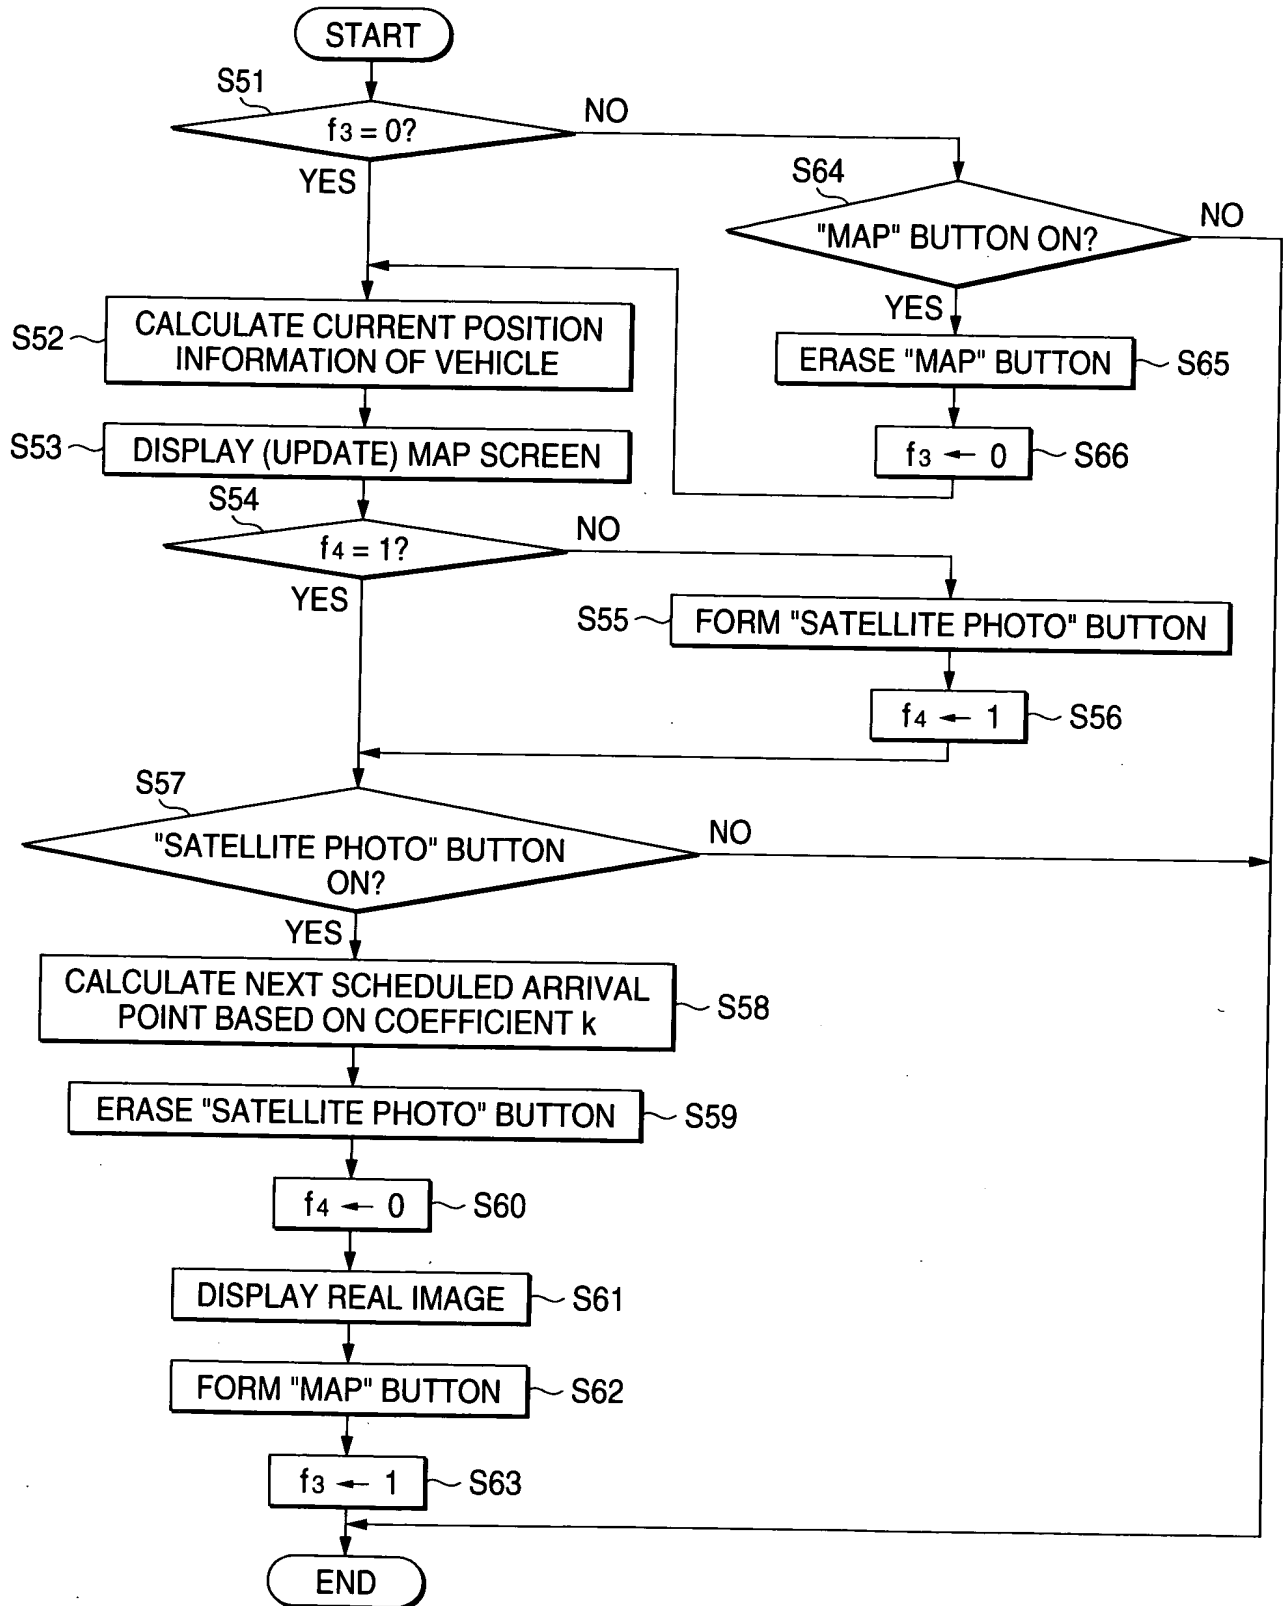 START
S51
f3 = 0?
NO
YES
S64
"MAP" BUTTON ON?
NO
YES
S52
CALCULATE CURRENT POSITION
INFORMATION OF VEHICLE
ERASE "MAP" BUTTON
S65
S53
DISPLAY (UPDATE) MAP SCREEN
f3 ← 0
S66
S54
f4 = 1?
NO
YES
S55
FORM "SATELLITE PHOTO" BUTTON
f4 ← 1
S56
S57
"SATELLITE PHOTO" BUTTON
ON?
NO
YES
CALCULATE NEXT SCHEDULED ARRIVAL
POINT BASED ON COEFFICIENT k
S58
ERASE "SATELLITE PHOTO" BUTTON
S59
f4 ← 0
S60
DISPLAY REAL IMAGE
S61
FORM "MAP" BUTTON
S62
f3 ← 1
S63
END